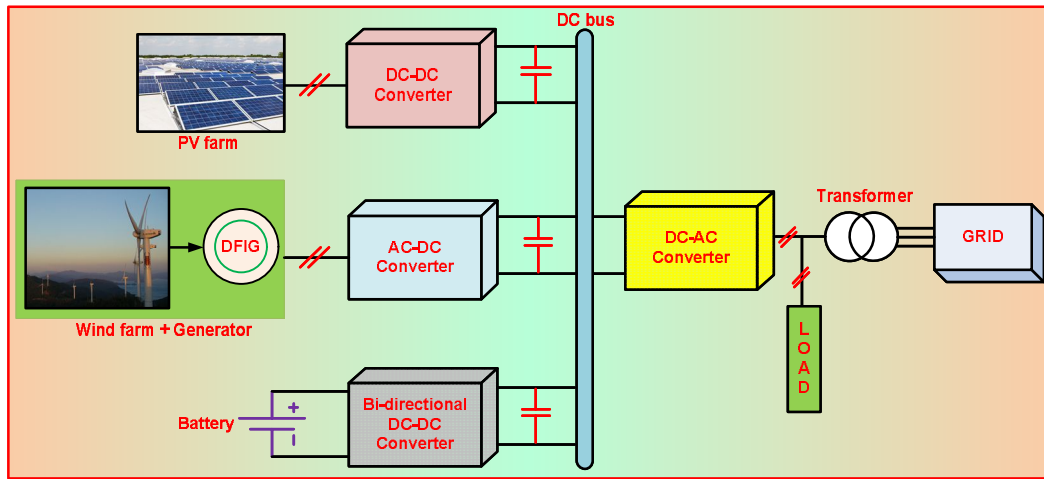 DC bus
DC-DC
Converter
PV farm
DFIG
Wind farm + Generator
AC-DC
Converter
DC-AC
Converter
Transformer
GRID
L
O
A
D
Battery
+
-
Bi-directional
DC-DC
Converter